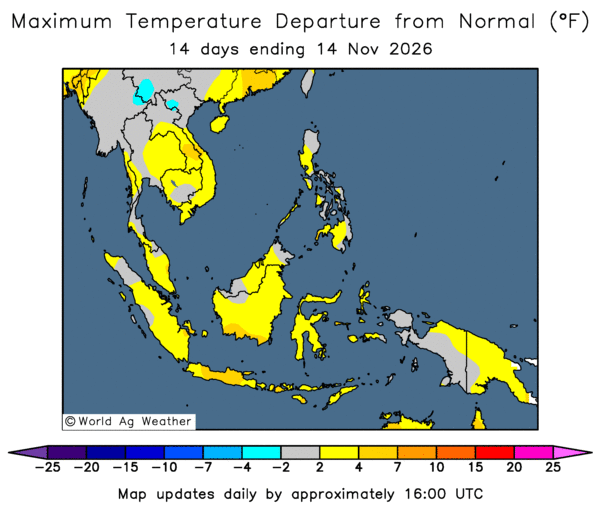 Maximum Temperature Departure from Normal (°F)
14 days ending 14 Nov 2026
©World Ag Weather
-25 -20 -15 -10 -7 -4 -2 2 4 7 10 15 20 25
Map updates daily by approximately 16:00 UTC